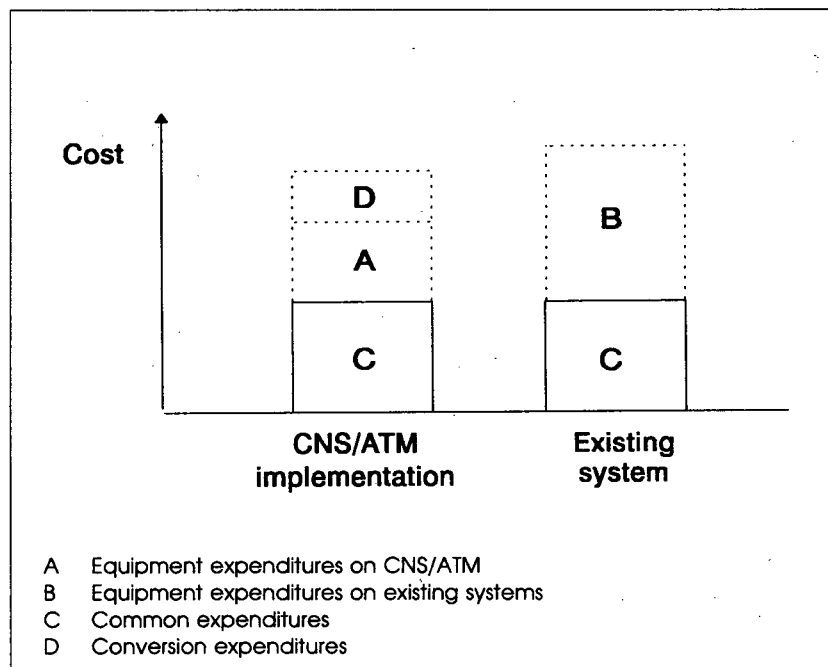 Cost
D
A
B
C
C
CNS/ATM
implementation
Existing
system
A Equipment expenditures on CNS/ATM
B Equipment expenditures on existing systems
C Common expenditures
D Conversion expenditures